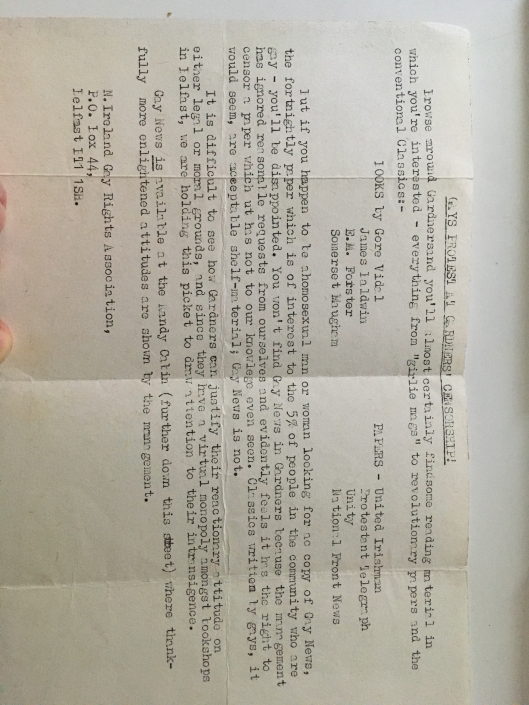 GAYS PROTEST AT GARDNERS' CENSORSHIP!
Browse around Gardnersand you'll almost certainly findsome reading material in
which you're interested - everything from "girlie mags" to revolutionary papers and the
conventional Classics:-
BOOKS by Gore Vidal PAPERS - United Irishman
James Baldwin Protestant Telegraph
E.M. Forster Unity
Somerset Maugham National Front News
But if you happen to be ahomosexual man or woman looking for ac copy of Gay News,
the fortnightly paper which is of interest to the 5% of people in the community who are
gay - you'll be disappointed. You won't find Gay News in Gardners because the management
has ignored reasonable requests from ourselves and evidently feels it has the right to
censor a paper which ut has not to our knowlege even seen. Classics written by gays, it
would seem, are acceptable shelf-material; Gay News is not.
It is difficult to see how Gardners can justify their reactionary attitude on
either legal or moral grounds, and since they have a virtual monopoly amongst bookshops
in Belfast, we are holding this picket to draw attention to their intransigence.
Gay News is available at the Handy Cabin (further down this street) where thank-
fully more enlightened attitudes are shown by the management.
N.Ireland Gay Rights Association,
P.O. Box 44,
Belfast BT1 1SH.